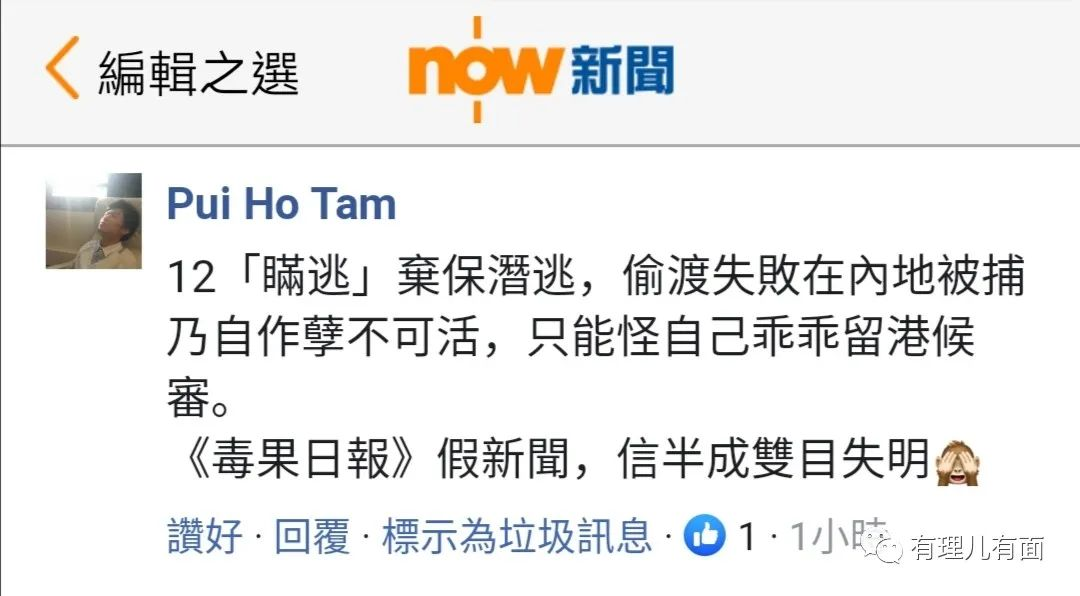 編輯之選
now新聞
Pui Ho Tam
12「瞞逃」棄保潛逃，偷渡失敗在內地被捕
乃自作孽不可活，只能怪自己乖乖留港候
審。
《毒果日報》假新聞，信半成雙目失明
讚好 · 回覆 · 標示為垃圾訊息 · 1 · 1小時
有理儿有面